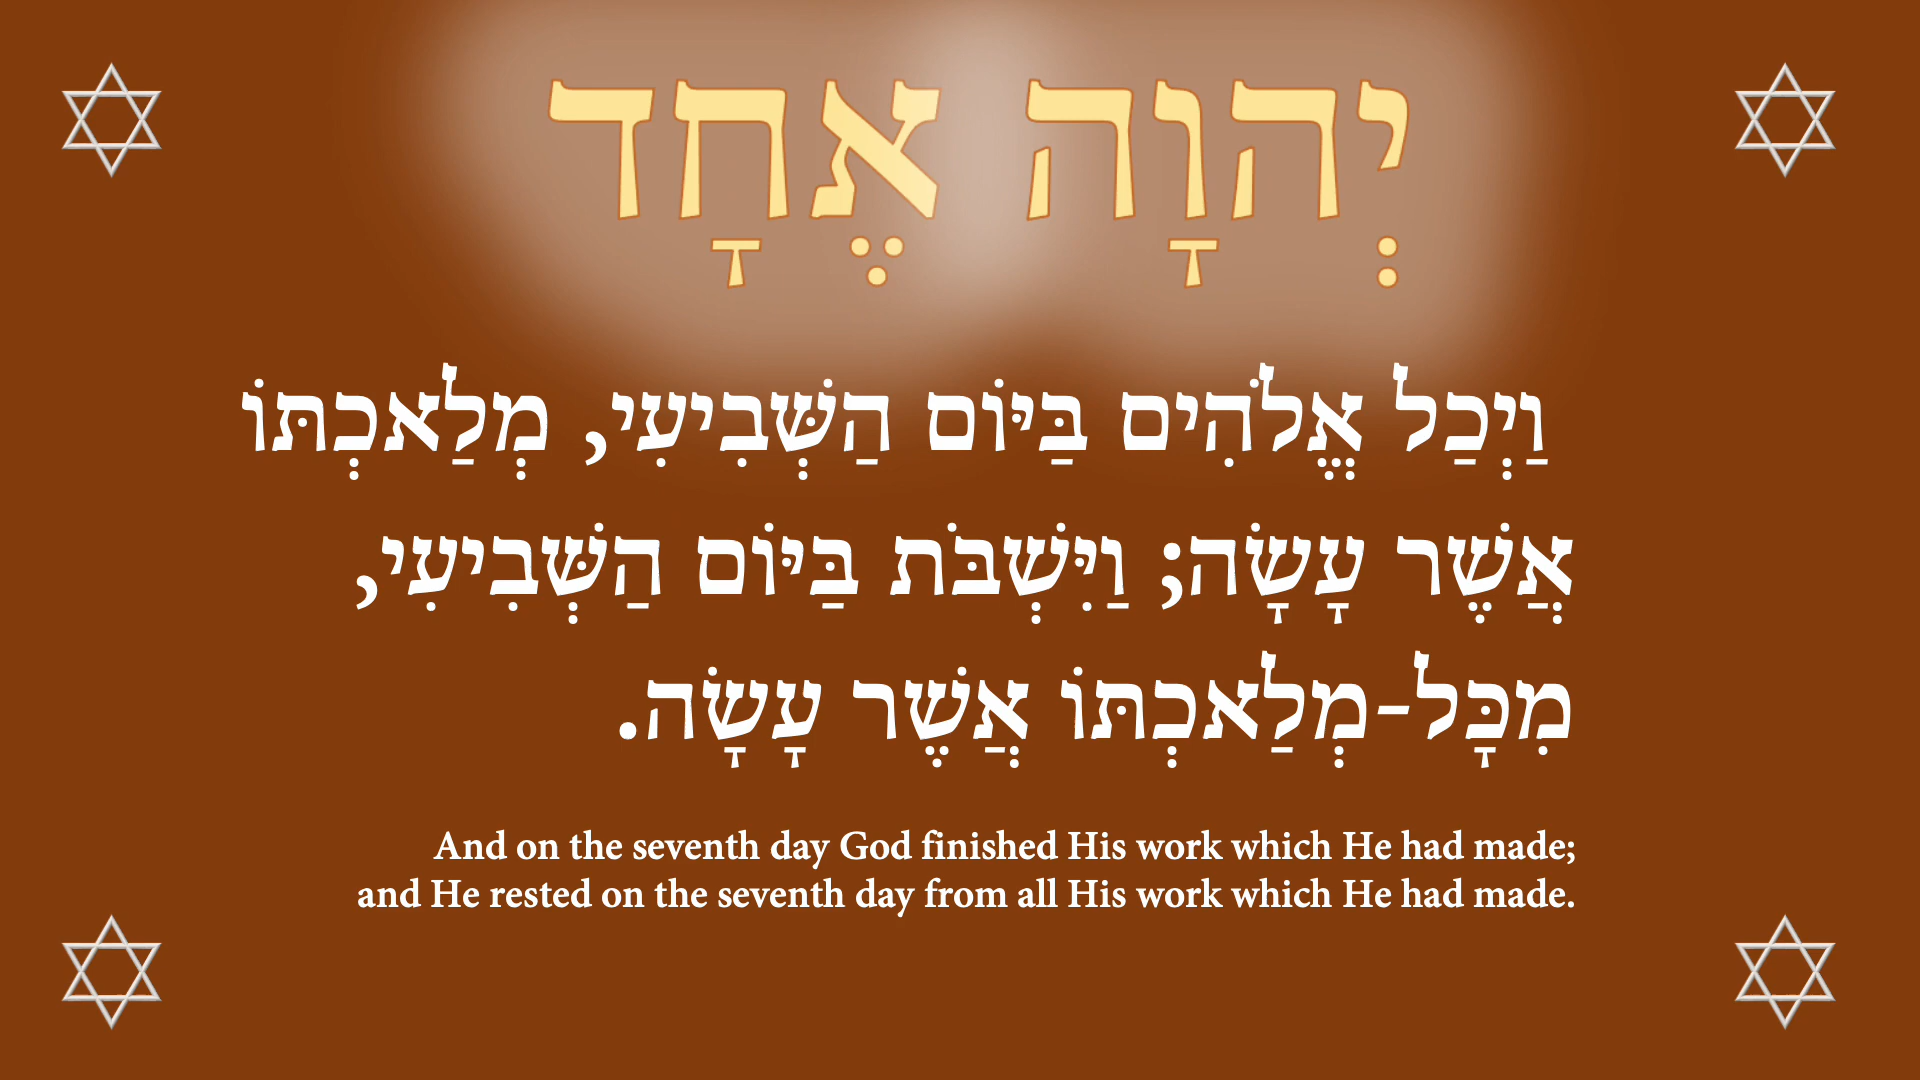 יְהוָה אֶחָד
וַיְכַל אֱלֹהִים בַּיּוֹם הַשְּׁבִיעִי, מְלַאכְתּוֹ
אֲשֶׁר עָשָׂה; וַיִּשְׁבֹּת בַּיּוֹם הַשְּׁבִיעִי,
מִכָּל-מְלַאכְתּוֹ אֲשֶׁר עָשָׂה.
And on the seventh day God finished His work which He had made;
and He rested on the seventh day from all His work which He had made.